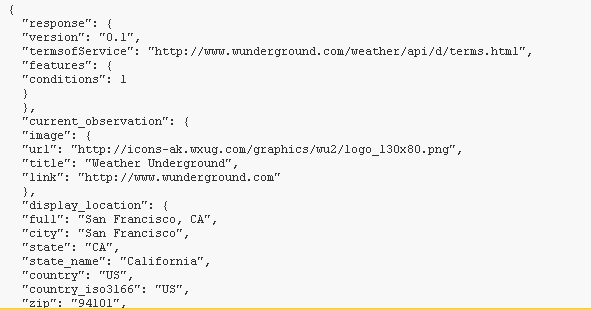 {
"response": {
"version": "0.1",
"termsofService": "http://www.wunderground.com/weather/api/d/terms.html",
"features": {
"conditions": 1
}
},
"current_observation": {
"image": {
"url": "http://icons-ak.wxug.com/graphics/wu2/logo_130x80.png",
"title": "Weather Underground",
"link": "http://www.wunderground.com"
},
"display_location": {
"full": "San Francisco, CA",
"city": "San Francisco",
"state": "CA",
"state_name": "California",
"country": "US",
"country_iso3166": "US",
"zip": "94101",